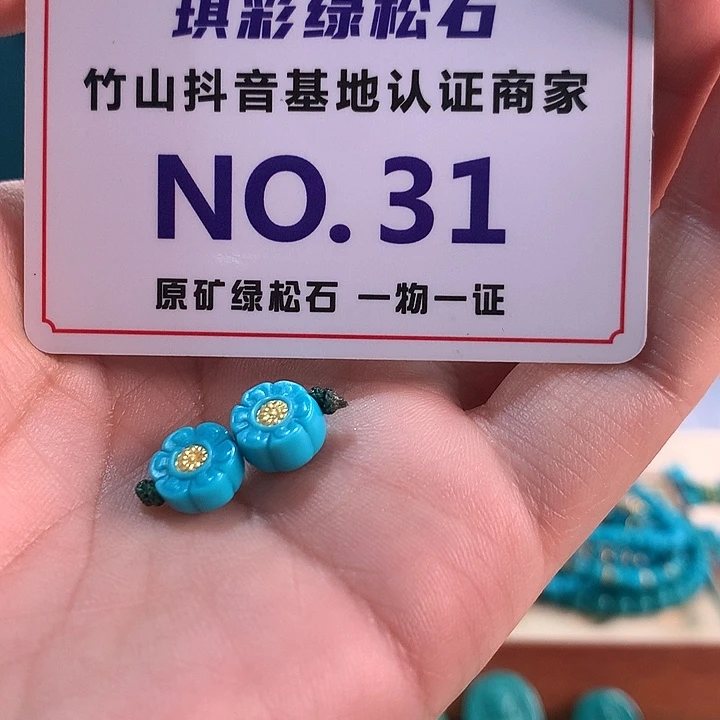 琪彩绿松石
竹山抖音基地认证商家
NO. 31
原矿绿松石 一物一证